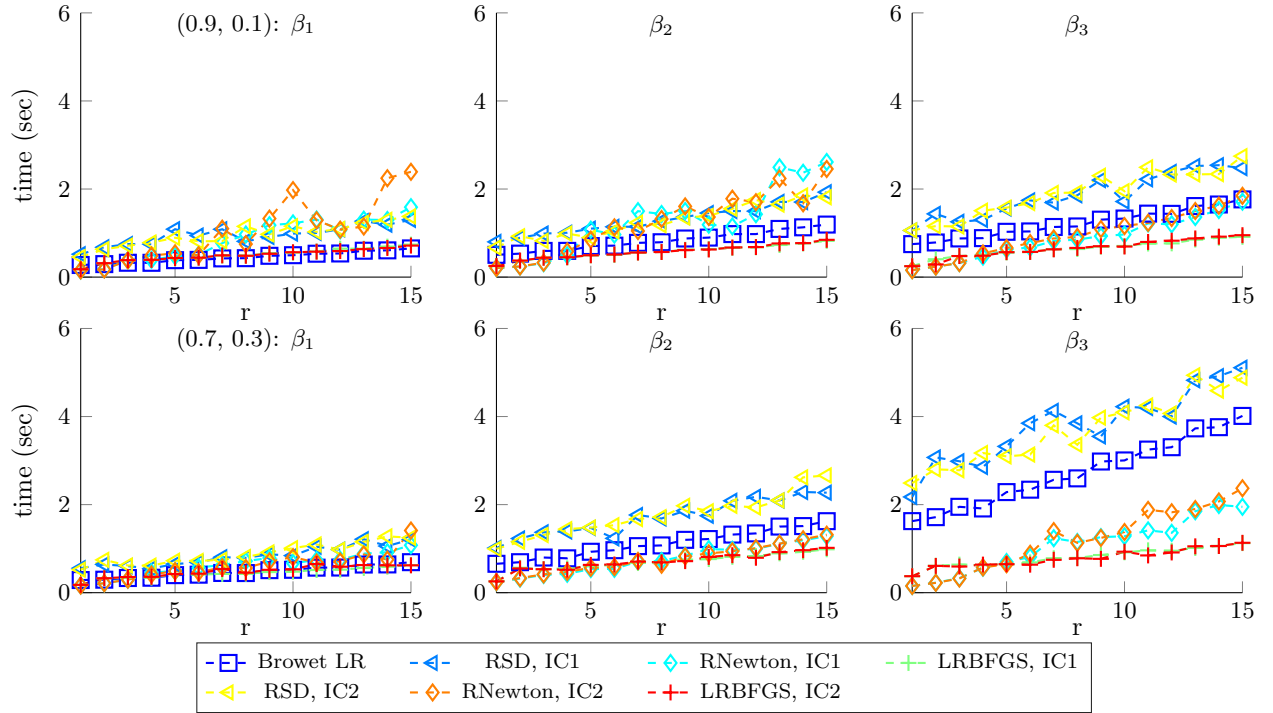 (0.9, 0.1): β₁
β₂
β₃
time (sec)
6
4
2
0
5
10
15
r
6
4
2
0
5
10
15
r
6
4
2
0
5
10
15
r
(0.7, 0.3): β₁
β₂
β₃
time (sec)
6
4
2
0
5
10
15
r
6
4
2
0
5
10
15
r
6
4
2
0
5
10
15
r
Browet LR
RSD, IC1
RNewton, IC1
LRBFGS, IC1
RSD, IC2
RNewton, IC2
LRBFGS, IC2